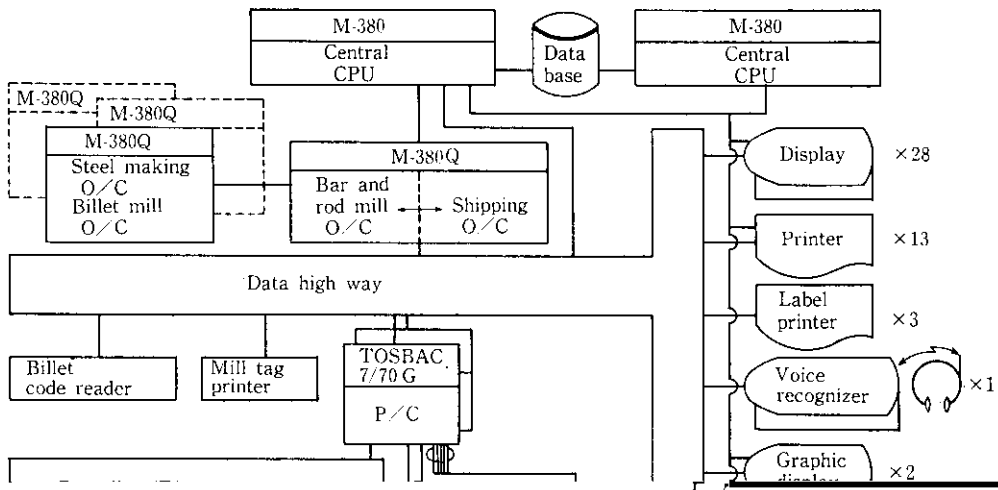 M-380
Central
CPU
Data
base
M-380
Central
CPU
M-380Q
M-380Q
M-380Q
Steel making
O/C
Billet mill
O/C
M-380Q
Bar and
rod mill
O/C
Shipping
O/C
Data high way
Billet
code reader
Mill tag
printer
TOSBAC
7/70 G
P/C
Display
×28
Printer
×13
Label
printer
×3
Voice
recognizer
×1
Graphic
display
×2